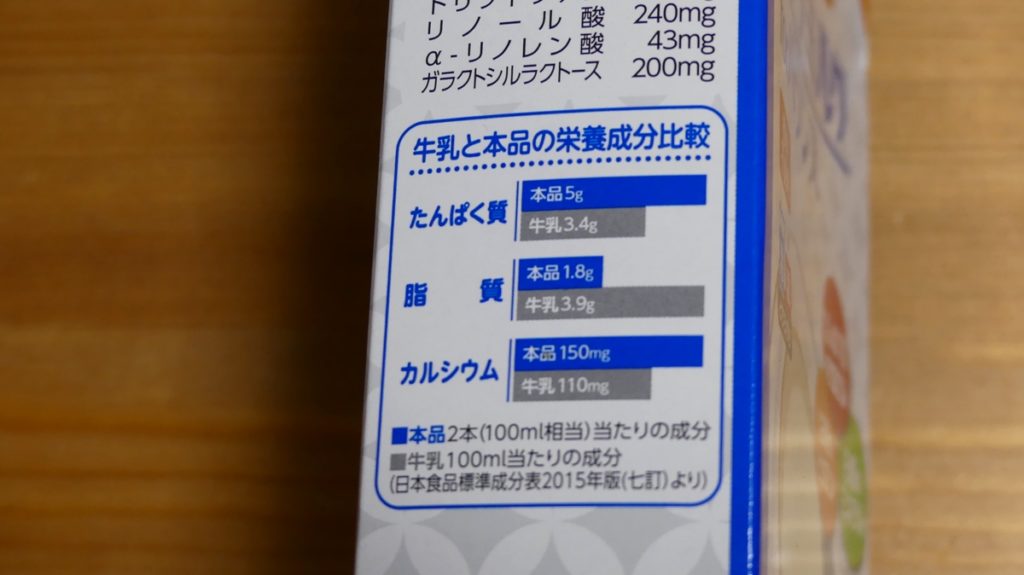 リノール酸 240mg
α-リノレン酸 43mg
ガラクトシルラクトース 200mg
牛乳と本品の栄養成分比較
たんぱく質
本品5g
牛乳3.4g
脂質
本品1.8g
牛乳3.9g
カルシウム
本品150mg
牛乳110mg
■本品2本(100ml相当)当たりの成分
■牛乳100ml当たりの成分
(日本食品標準成分表2015年版(七訂)より)